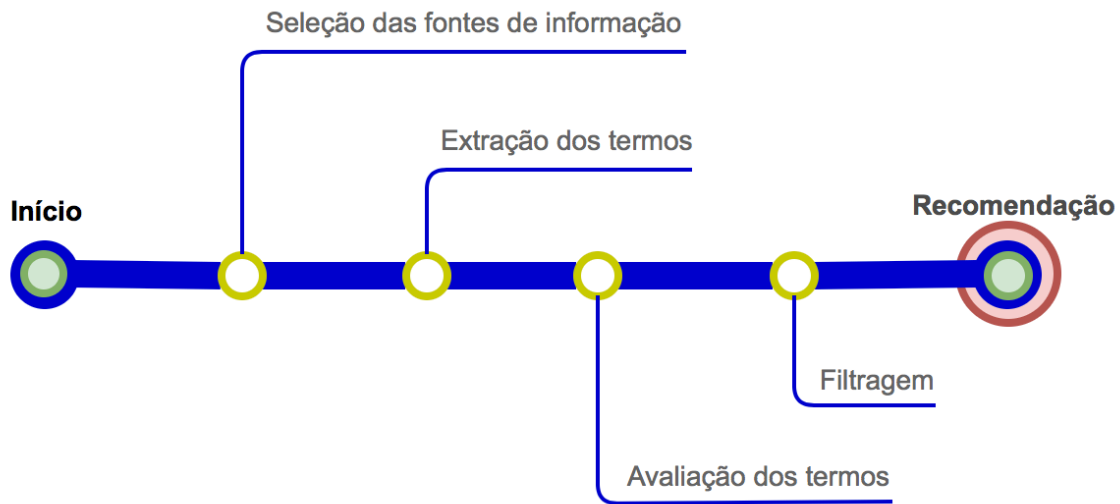 Seleção das fontes de informação
Extração dos termos
Início
Recomendação
Filtragem
Avaliação dos termos